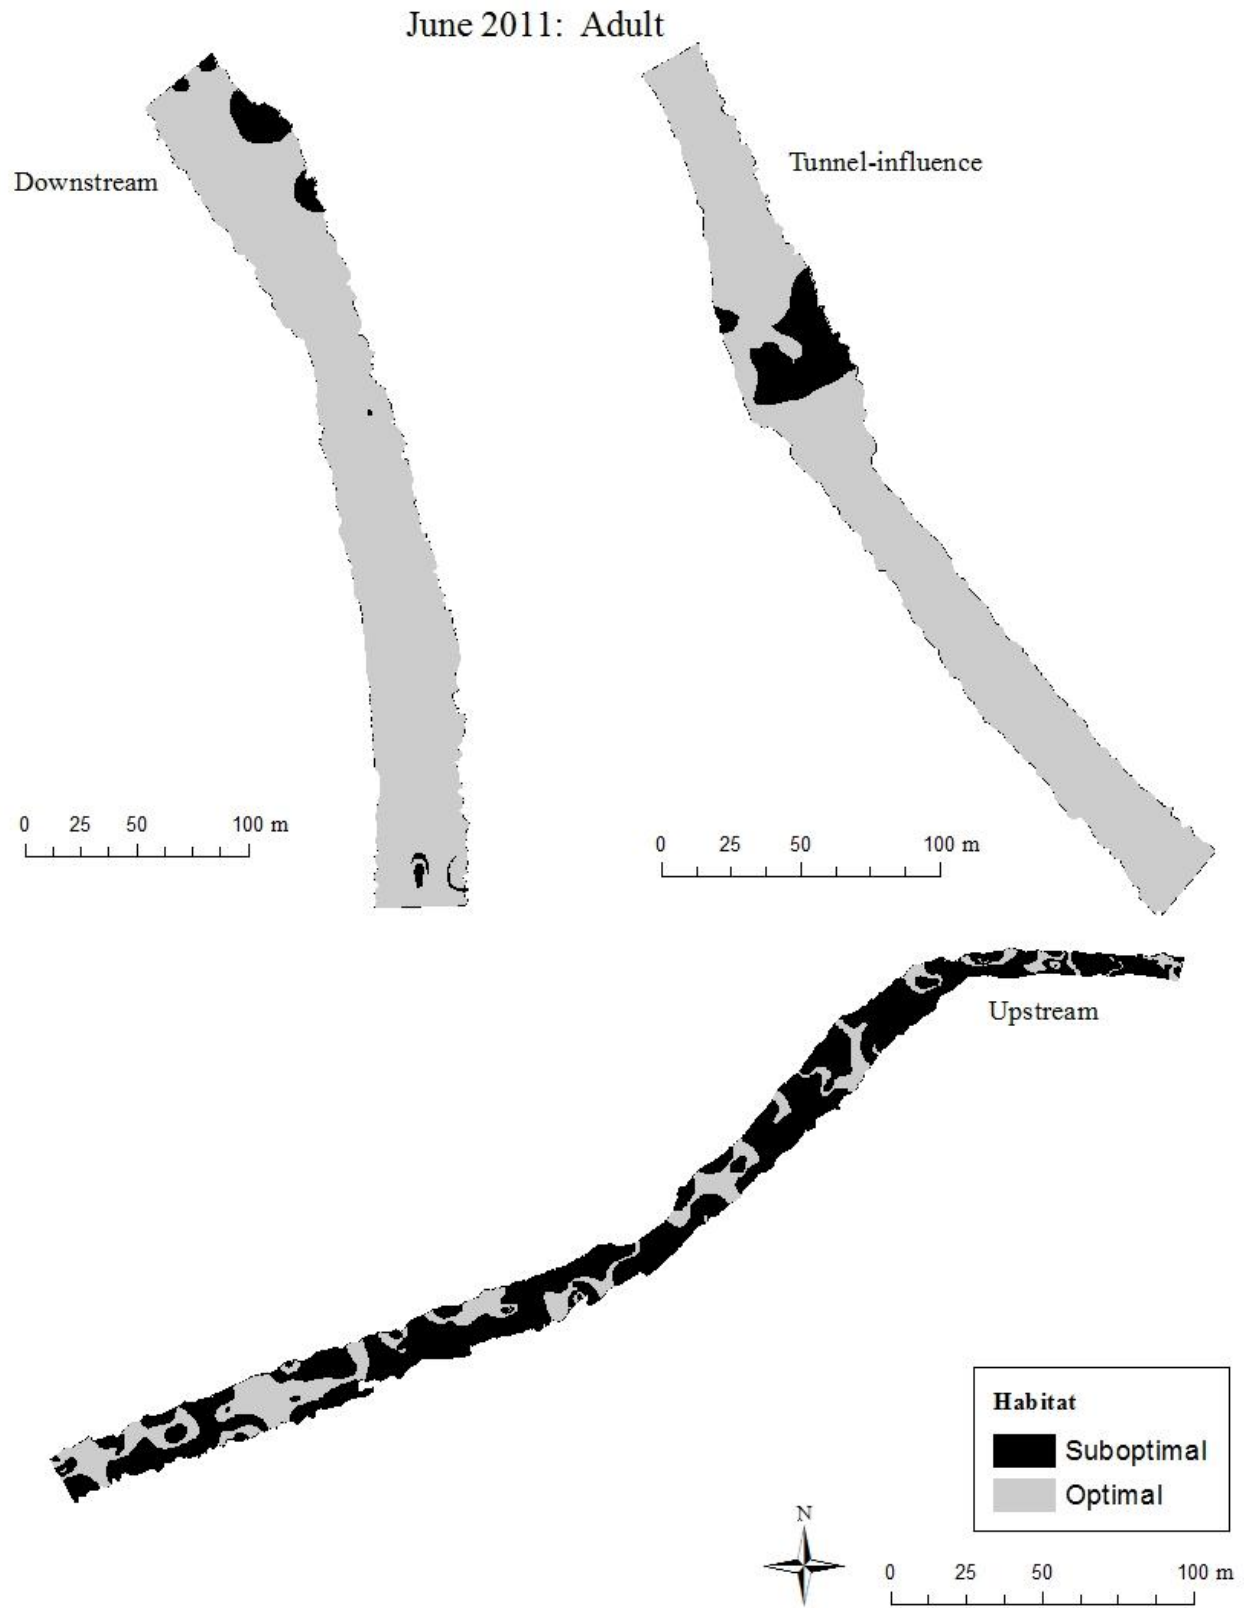 June 2011: Adult
Tunnel-influence
Downstream
0 25 50 100 m
0 25 50 100 m
Upstream
Habitat
Suboptimal
Optimal
N
0 25 50 100 m